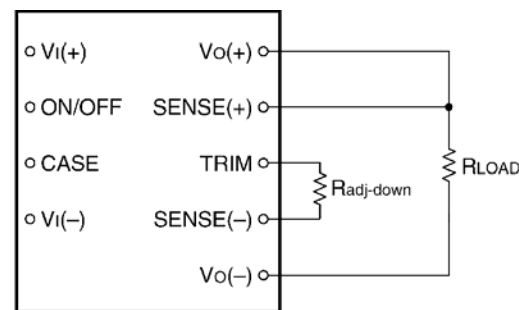 VI(+)
VO(+)
ON/OFF
SENSE(+)
CASE
TRIM
RLOAD
Radj-down
VI(–)
SENSE(–)
VO(–)